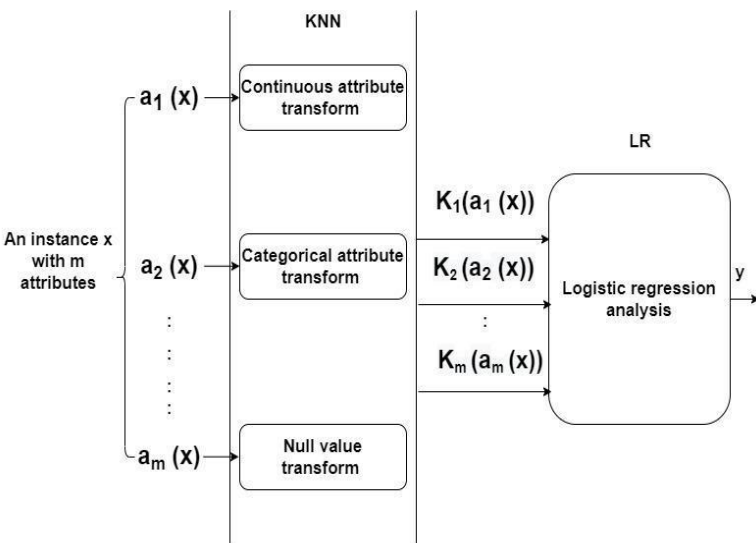 KNN
a1 (x)
Continuous attribute
transform
LR
K1(a1 (x))
An instance x
with m
attributes
a2 (x)
Categorical attribute
transform
K2(a2 (x))
Logistic regression
analysis
y
:
:
:
:
:
:
Km(am(x))
am (x)
Null value
transform